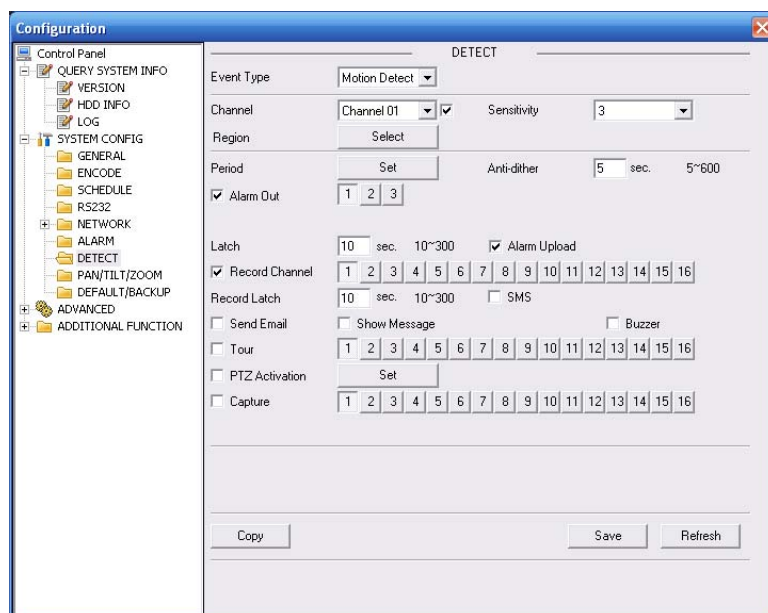 Configuration
Control Panel
QUERY SYSTEM INFO
VERSION
HDD INFO
LOG
SYSTEM CONFIG
GENERAL
ENCODE
SCHEDULE
RS232
NETWORK
ALARM
DETECT
PAN/TILT/ZOOM
DEFAULT/BACKUP
ADVANCED
ADDITIONAL FUNCTION
DETECT
Event Type Motion Detect
Channel Channel 01 Sensitivity 3
Region Select
Period Set Anti-dither 5 sec. 5~600
Alarm Out 1 2 3
Latch 10 sec. 10~300 Alarm Upload
Record Channel 1 2 3 4 5 6 7 8 9 10 11 12 13 14 15 16
Record Latch 10 sec. 10~300 SMS
Send Email Show Message Buzzer
Tour 1 2 3 4 5 6 7 8 9 10 11 12 13 14 15 16
PTZ Activation Set
Capture 1 2 3 4 5 6 7 8 9 10 11 12 13 14 15 16
Copy Save Refresh